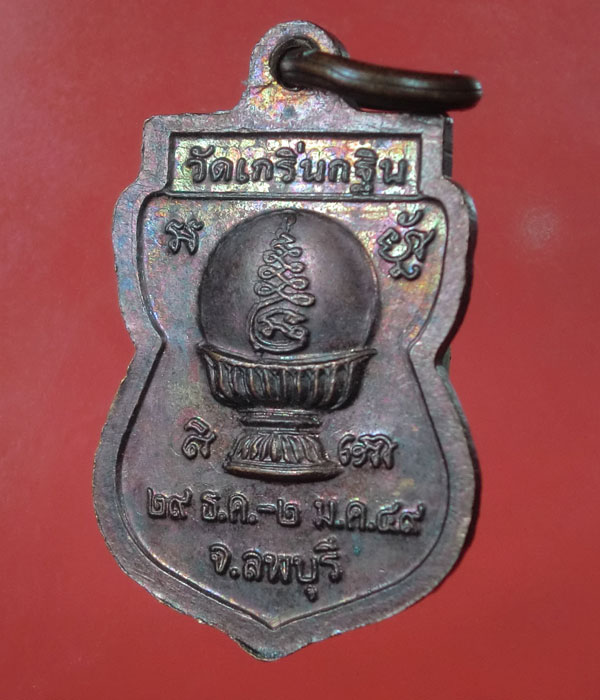 วัดเกริ่นกฐิน
๒๙ ธ.ค.-๒ ม.ค.๔๙
จ.ลพบุรี